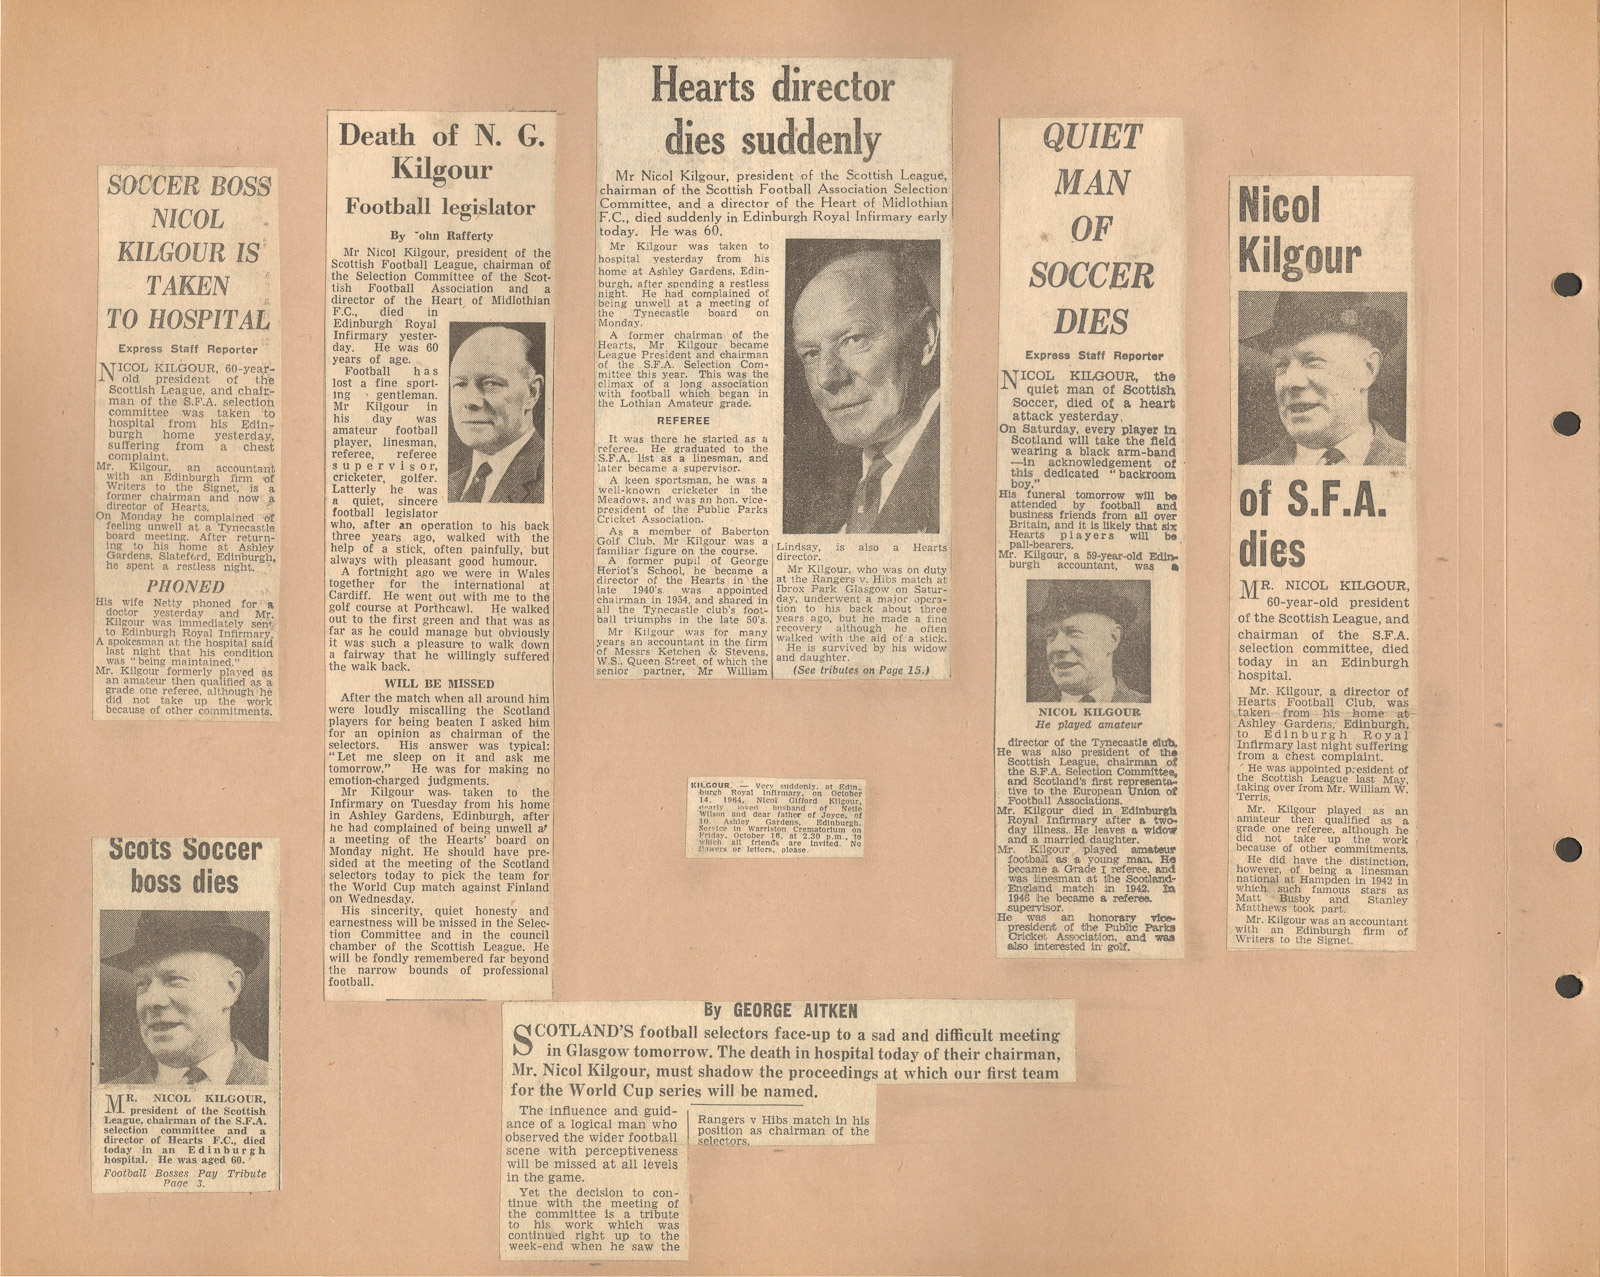 SOCCER BOSS
NICOL
KILGOUR IS
TAKEN
TO HOSPITAL
Express Staff Reporter
NICOL KILGOUR, 60-year-
old president of the
Scottish League, and chair-
man of the S.F.A. selection
committee was taken to
hospital from his Edin-
burgh home yesterday,
suffering from a chest
complaint.
Mr. Kilgour, an accountant
with an Edinburgh firm of
Writers to the Signet, is a
former chairman and now a
director of Hearts.
On Monday he complained of
feeling unwell at a Tynecastle
board meeting. After return-
ing to his home at Ashley
Gardens, Slateford, Edinburgh,
he spent a restless night.
PHONED
His wife Netty phoned for a
doctor yesterday and Mr.
Kilgour was immediately sent
to Edinburgh Royal Infirmary.
A spokesman at the hospital said
last night that his condition
was "being maintained."
Mr. Kilgour formerly played as
an amateur then qualified as a
grade one referee, although he
did not take up the work
because of other commitments.
Scots Soccer
boss dies
MR. NICOL KILGOUR,
president of the Scottish
League, chairman of the S.F.A.
selection committee and a
director of Hearts F.C., died
today in an Edinburgh
hospital. He was aged 60.
Football Bosses Pay Tribute
Page 3.
Death of N. G.
Kilgour
Football legislator
By ohn Rafferty
Mr Nicol Kilgour, president of the
Scottish Football League, chairman of
the Selection Committee of the Scot-
tish Football Association and a
director of the Heart of Midlothian
F.C., died in
Edinburgh Royal
Infirmary yester-
day. He was 60
years of age.
Football has
lost a fine sport-
ing gentleman.
Mr Kilgour in
his day was
amateur football
player, linesman,
referee, referee
supervisor,
cricketer, golfer.
Latterly he was
a quiet, sincere
football legislator
who, after an operation to his back
three years ago, walked with the
help of a stick, often painfully, but
always with pleasant good humour.
A fortnight ago we were in Wales
together for the international at
Cardiff. He went out with me to the
golf course at Porthcawl. He walked
out to the first green and that was as
far as he could manage but obviously
it was such a pleasure to walk down
a fairway that he willingly suffered
the walk back.
WILL BE MISSED
After the match when all around him
were loudly miscalling the Scotland
players for being beaten I asked him
for an opinion as chairman of the
selectors. His answer was typical:
"Let me sleep on it and ask me
tomorrow." He was for making no
emotion-charged judgments.
Mr Kilgour was taken to the
Infirmary on Tuesday from his home
in Ashley Gardens, Edinburgh, after
he had complained of being unwell at
a meeting of the Hearts' board on
Monday night. He should have pre-
sided at the meeting of the Scotland
selectors today to pick the team for
the World Cup match against Finland
on Wednesday.
His sincerity, quiet honesty and
earnestness will be missed in the Selec-
tion Committee and in the council
chamber of the Scottish League. He
will be fondly remembered far beyond
the narrow bounds of professional
football.
Hearts director
dies suddenly
Mr Nicol Kilgour, president of the Scottish League,
chairman of the Scottish Football Association Selection
Committee, and a director of the Heart of Midlothian
F.C., died suddenly in Edinburgh Royal Infirmary early
today. He was 60.
Mr Kilgour was taken to
hospital yesterday from his
home at Ashley Gardens, Edin-
burgh, after spending a restless
night. He had complained of
being unwell at a meeting of
the Tynecastle board on
Monday.
A former chairman of the
Hearts, Mr Kilgour became
League President and chairman
of the S.F.A. Selection Com-
mittee this year. This was the
climax of a long association
with football which began in
the Lothian Amateur grade.
REFEREE
It was there he started as a
referee. He graduated to the
S.F.A. list as a linesman, and
later became a supervisor.
A keen sportsman, he was a
well-known cricketer in the
Meadows, and was an hon. vice-
president of the Public Parks
Cricket Association.
As a member of Baberton
Golf Club, Mr Kilgour was a
familiar figure on the course.
A former pupil of George
Heriot's School, he became a
director of the Hearts in the
late 1940's. was appointed
chairman in 1954, and shared in
all the Tynecastle club's foot-
ball triumphs in the late 50's.
Mr Kilgour was for many
years an accountant in the firm
of Messrs Ketchen & Stevens,
W.S., Queen Street, of which the
senior partner, Mr William
Lindsay, is also a Hearts
director.
Mr Kilgour, who was on duty
at the Rangers v. Hibs match at
Ibrox Park Glasgow on Satur-
day, underwent a major opera-
tion to his back about three
years ago, but he made a fine
recovery although he often
walked with the aid of a stick.
He is survived by his widow
and daughter.
(See tributes on Page 15.)
KILGOUR. — Very suddenly, at Edin-
burgh Royal Infirmary, on October
14, 1964, Nicol Gifford Kilgour,
dearly loved husband of Nette
Wilson and dear father of Joyce, of
10 Ashley Gardens, Edinburgh.
Service in Warriston Crematorium on
Friday, October 16, at 2.30 p.m., to
which all friends are invited. No
flowers or letters, please.
By GEORGE AITKEN
SCOTLAND'S football selectors face-up to a sad and difficult meeting
in Glasgow tomorrow. The death in hospital today of their chairman,
Mr. Nicol Kilgour, must shadow the proceedings at which our first team
for the World Cup series will be named.
The influence and guid-
ance of a logical man who
observed the wider football
scene with perceptiveness
will be missed at all levels
in the game.
Yet the decision to con-
tinue with the meeting of
the committee is a tribute
to his work which was
continued right up to the
week-end when he saw the
Rangers v Hibs match in his
position as chairman of the
selectors.
QUIET
MAN
OF
SOCCER
DIES
Express Staff Reporter
NICOL KILGOUR, the
quiet man of Scottish
Soccer, died of a heart
attack yesterday.
On Saturday, every player in
Scotland will take the field
wearing a black arm-band
—in acknowledgement of
this dedicated "backroom
boy."
His funeral tomorrow will be
attended by football and
business friends from all over
Britain, and it is likely that six
Hearts players will be
pall-bearers.
Mr. Kilgour, a 59-year-old Edin-
burgh accountant, was a
NICOL KILGOUR
He played amateur
director of the Tynecastle club.
He was also president of the
Scottish League, chairman of
the S.F.A. Selection Committee,
and Scotland's first representa-
tive to the European Union of
Football Associations.
Mr. Kilgour died in Edinburgh
Royal Infirmary after a two-
day illness. He leaves a widow
and a married daughter.
Mr. Kilgour played amateur
football as a young man. He
became a Grade I referee, and
was linesman at the Scotland-
England match in 1942. In
1946 he became a referee.
supervisor.
He was an honorary vice-
president of the Public Parks
Cricket Association, and was
also interested in golf.
Nicol
Kilgour
of S.F.A.
dies
MR. NICOL KILGOUR,
60-year-old president
of the Scottish League, and
chairman of the S.F.A.
selection committee, died
today in an Edinburgh
hospital.
Mr. Kilgour, a director of
Hearts Football Club, was
taken from his home at
Ashley Gardens, Edinburgh,
to Edinburgh Royal
Infirmary last night suffering
from a chest complaint.
He was appointed president of
the Scottish League last May,
taking over from Mr. William W.
Terris.
Mr. Kilgour played as an
amateur then qualified as a
grade one referee, although he
did not take up the work
because of other commitments.
He did have the distinction,
however, of being a linesman
national at Hampden in 1942 in
which such famous stars as
Matt Busby and Stanley
Matthews took part.
Mr. Kilgour was an accountant
with an Edinburgh firm of
Writers to the Signet.